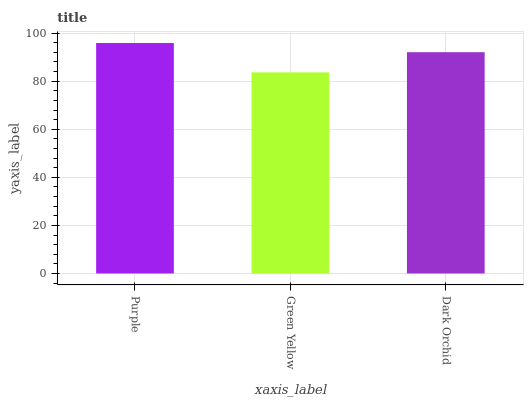 title
100
80
60
40
20
0
yaxis_label
Purple
Green Yellow
Dark Orchid
xaxis_label